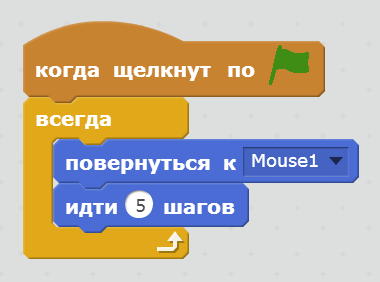 когда щелкнут по
всегда
повернуться к Mouse1
идти 5 шагов